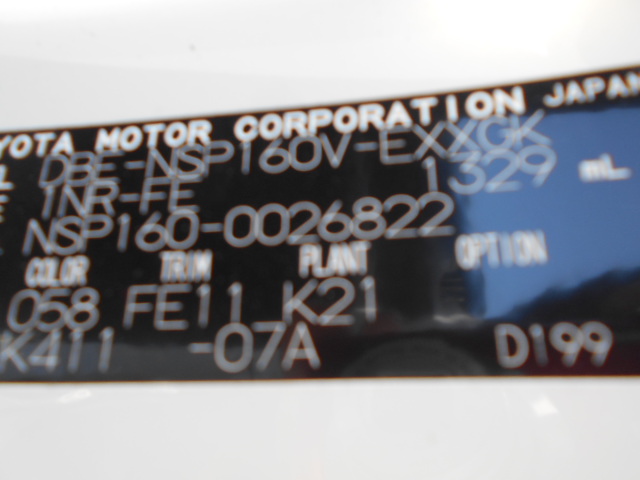 YOTA MOTOR CORPORATION JAPAN
L DBE-NSP160V-EXXGK
E 1NR-FE 1329 mL
NSP160-0026822
COLOR TRIM PLANT OPTION
058 FE11 K21
K411 -07A D199